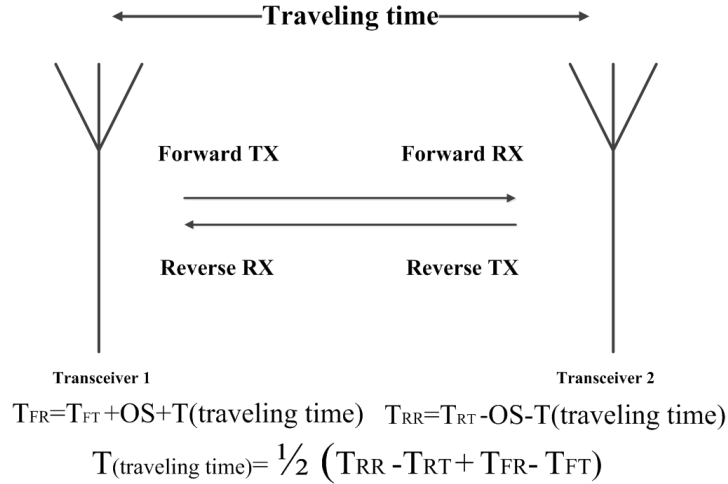 Traveling time
Forward TX Forward RX
Reverse RX Reverse TX
Transceiver 1 Transceiver 2
TFR=TFT+OS+T(traveling time) TRR=TRT-OS-T(traveling time)
T(traveling time)= ½ (TRR -TRT+ TFR- TFT)